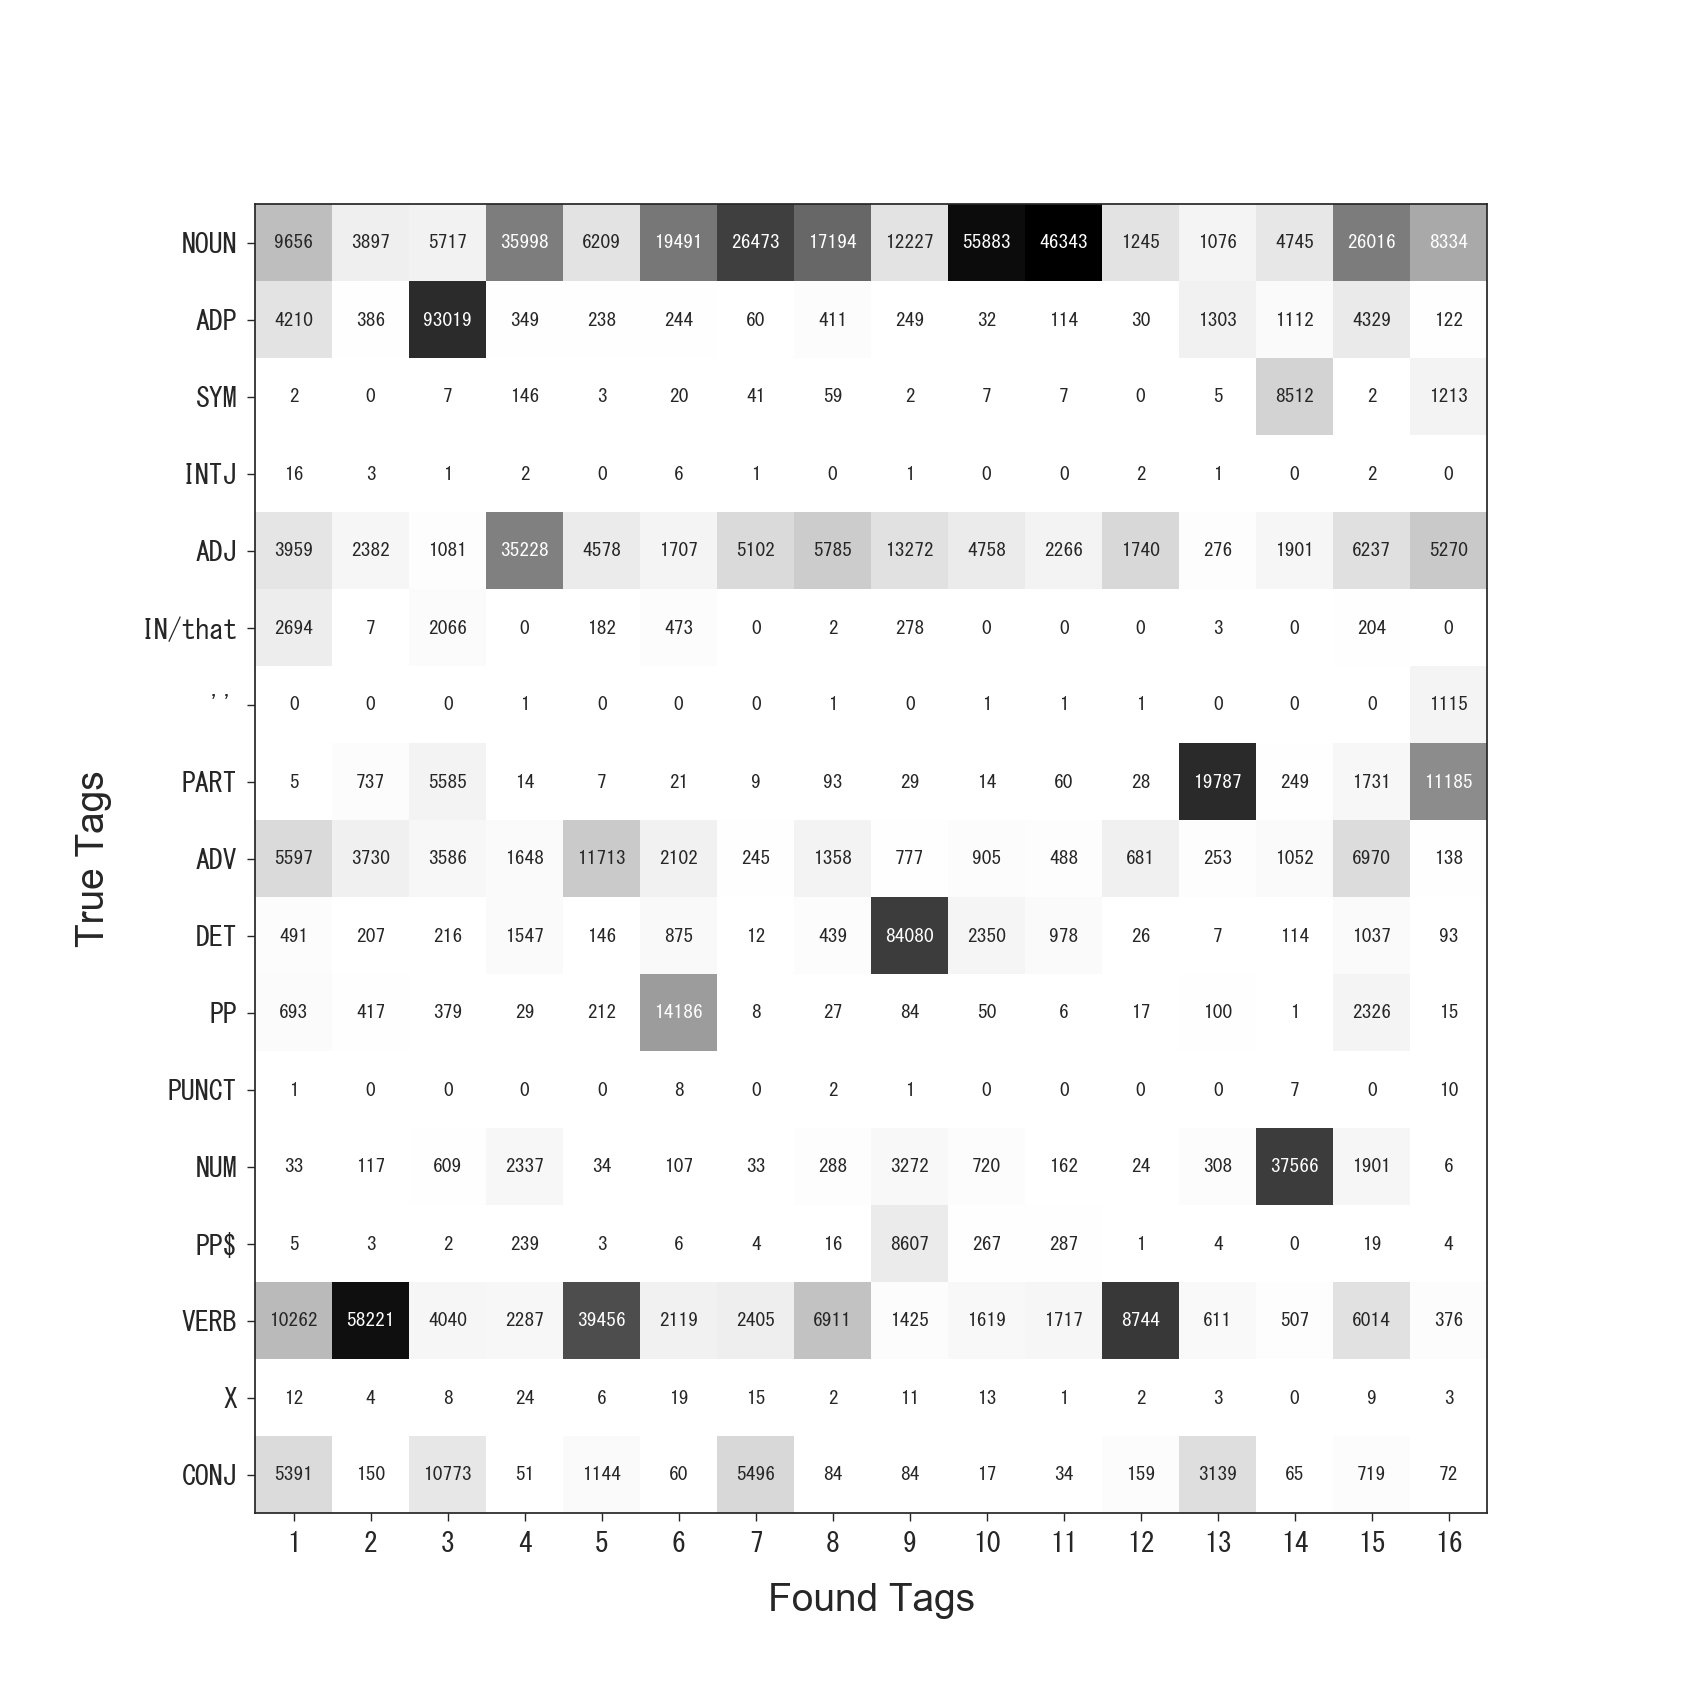 NOUN 9656 3897 5717 35998 6209 19491 26473 17194 12227 55883 46343 1245 1076 4745 26016 8334
ADP 4210 386 93019 349 238 244 60 411 249 32 114 30 1303 1112 4329 122
SYM 2 0 7 146 3 20 41 59 2 7 7 0 5 8512 2 1213
INTJ 16 3 1 2 0 6 1 0 1 0 0 2 1 0 2 0
ADJ 3959 2382 1081 35228 4578 1707 5102 5785 13272 4758 2266 1740 276 1901 6237 5270
IN/that 2694 7 2066 0 182 473 0 2 278 0 0 0 3 0 204 0
'' 0 0 0 1 0 0 0 1 0 1 1 1 0 0 0 1115
PART 5 737 5585 14 7 21 9 93 29 14 60 28 19787 249 1731 11185
ADV 5597 3730 3586 1648 11713 2102 245 1358 777 905 488 681 253 1052 6970 138
DET 491 207 216 1547 146 875 12 439 84080 2350 978 26 7 114 1037 93
PP 693 417 379 29 212 14186 8 27 84 50 6 17 100 1 2326 15
PUNCT 1 0 0 0 0 8 0 2 1 0 0 0 0 7 0 10
NUM 33 117 609 2337 34 107 33 288 3272 720 162 24 308 37566 1901 6
PP$ 5 3 2 239 3 6 4 16 8607 267 287 1 4 0 19 4
VERB 10262 58221 4040 2287 39456 2119 2405 6911 1425 1619 1717 8744 611 507 6014 376
X 12 4 8 24 6 19 15 2 11 13 1 2 3 0 9 3
CONJ 5391 150 10773 51 1144 60 5496 84 84 17 34 159 3139 65 719 72
1 2 3 4 5 6 7 8 9 10 11 12 13 14 15 16
Found Tags
True Tags